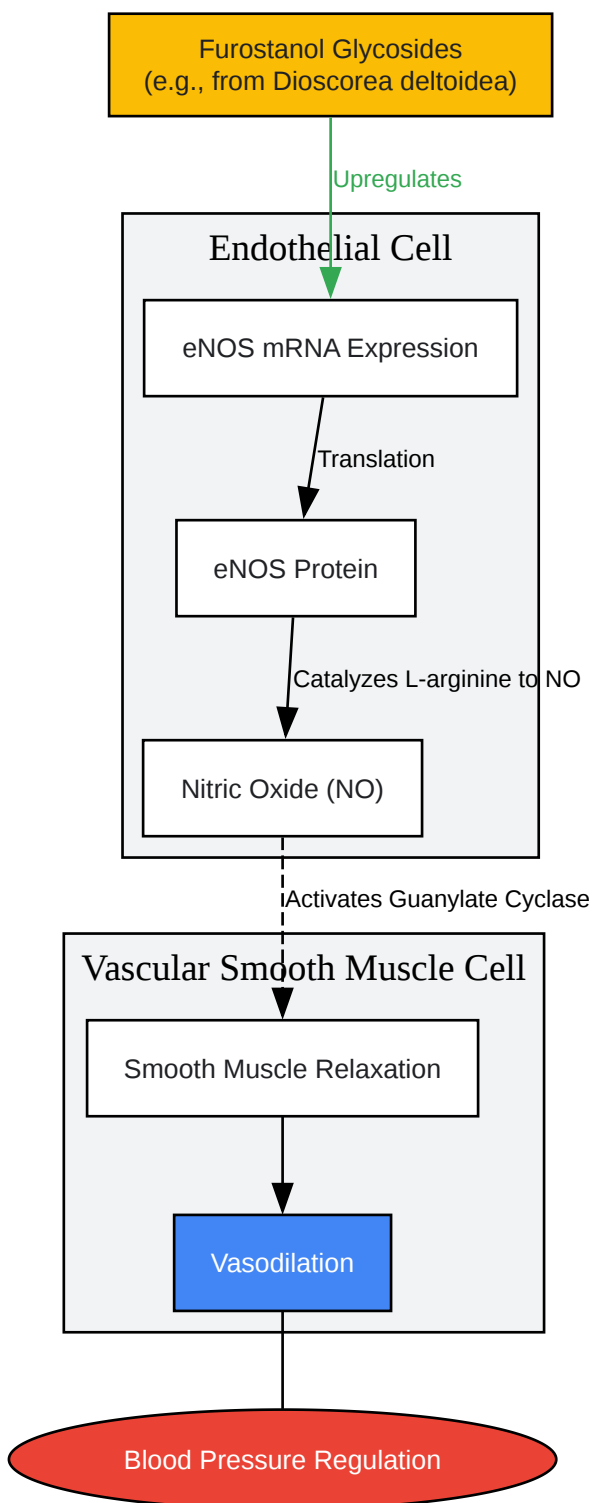 Furostanol Glycosides
(e.g., from Dioscorea deltoidea)
Upregulates
Endothelial Cell
eNOS mRNA Expression
Translation
eNOS Protein
Catalyzes L-arginine to NO
Nitric Oxide (NO)
Activates Guanylate Cyclase
Vascular Smooth Muscle Cell
Smooth Muscle Relaxation
Vasodilation
Blood Pressure Regulation